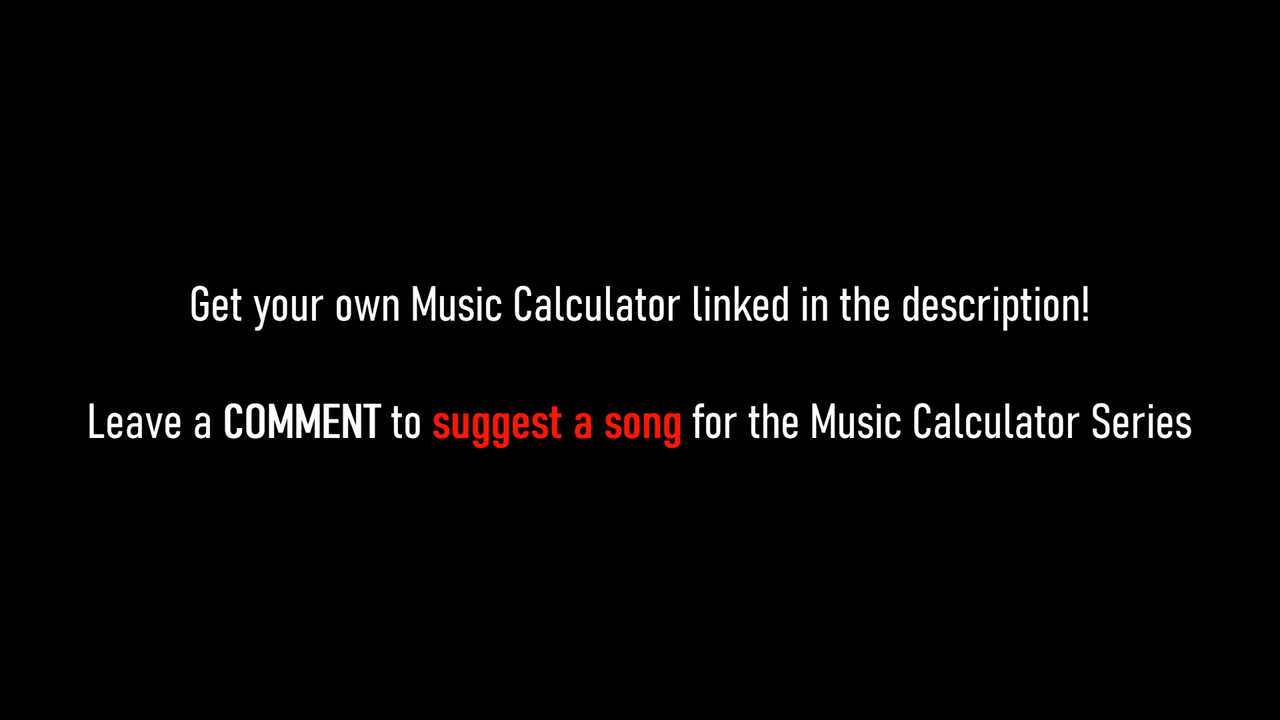 Get your own Music Calculator linked in the description!
Leave a COMMENT to suggest a song for the Music Calculator Series